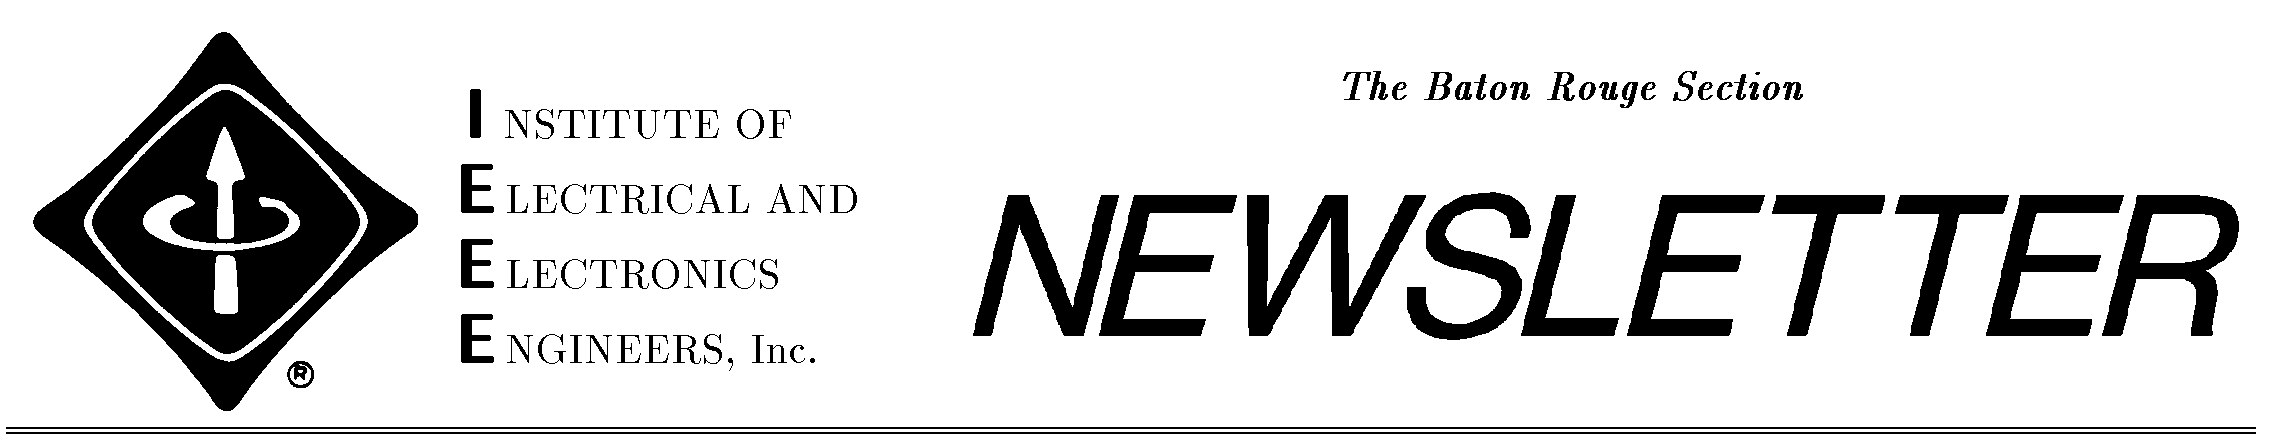 INSTITUTE OF
ELECTRICAL AND
ELECTRONICS
ENGINEERS, Inc.
®
The Baton Rouge Section
NEWSLETTER